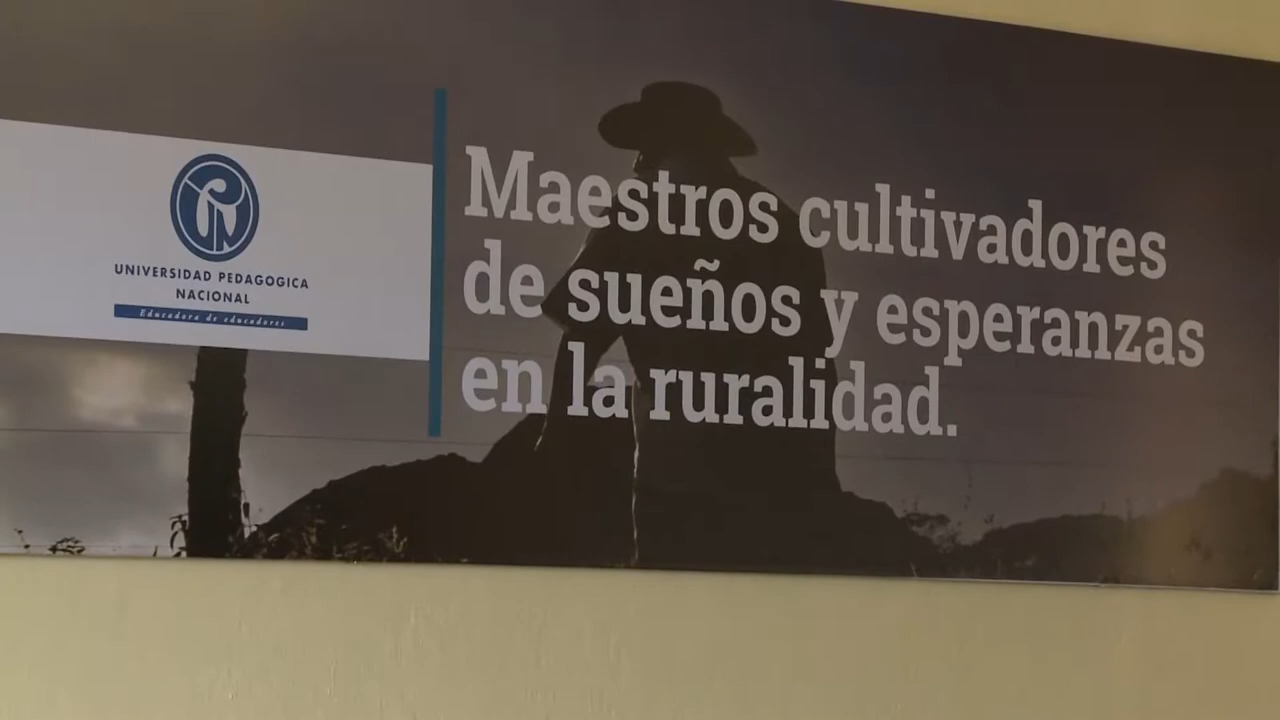 UNIVERSIDAD PEDAGOGICA
NACIONAL
Educadora de educadores
Maestros cultivadores
de sueños y esperanzas
en la ruralidad.